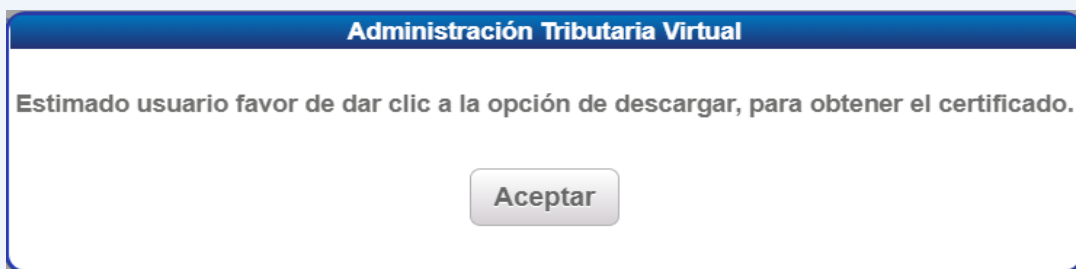 Administración Tributaria Virtual
Estimado usuario favor de dar clic a la opción de descargar, para obtener el certificado.
Aceptar